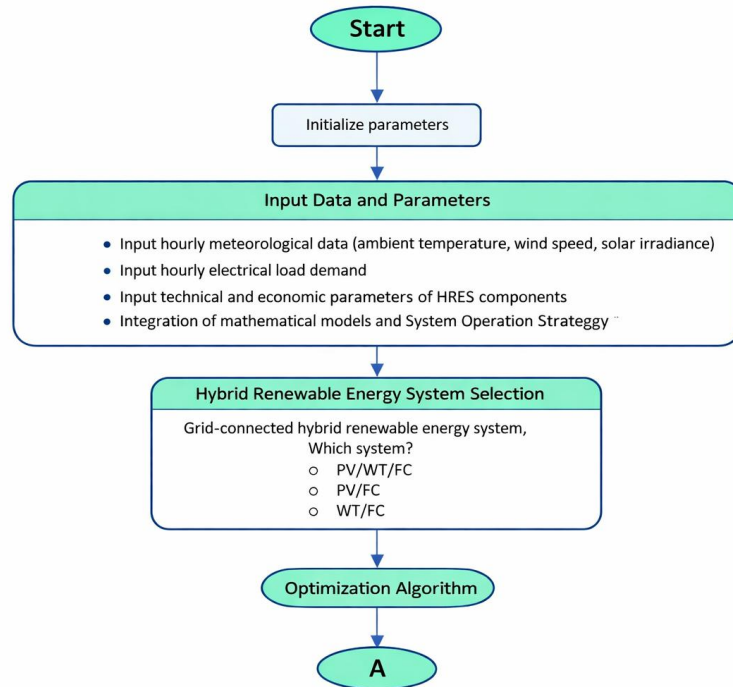 Start
Initialize parameters
Input Data and Parameters
• Input hourly meteorological data (ambient temperature, wind speed, solar irradiance)
• Input hourly electrical load demand
• Input technical and economic parameters of HRES components
• Integration of mathematical models and System Operation Strateggy
Hybrid Renewable Energy System Selection
Grid-connected hybrid renewable energy system,
Which system?
○ PV/WT/FC
○ PV/FC
○ WT/FC
Optimization Algorithm
A